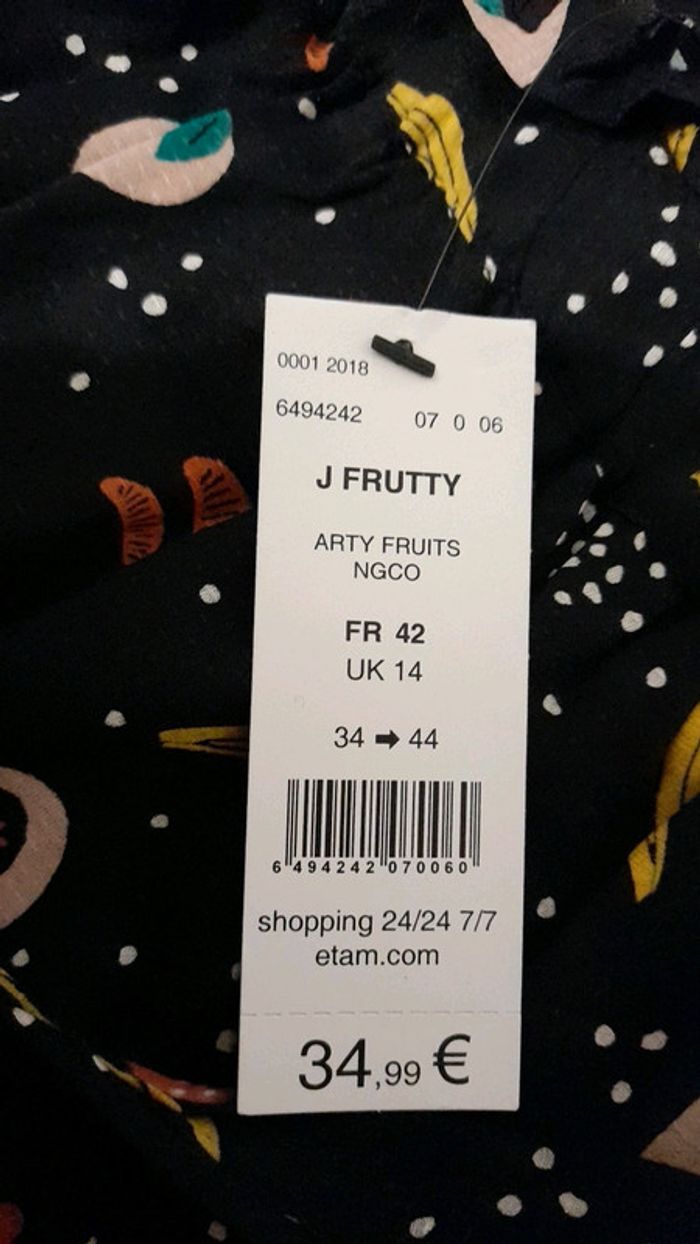 0001 2018
6494242 07 0 06
J FRUTTY
ARTY FRUITS
NGCO
FR 42
UK 14
34 ➡ 44
6 494242 070060
shopping 24/24 7/7
etam.com
34,99 €